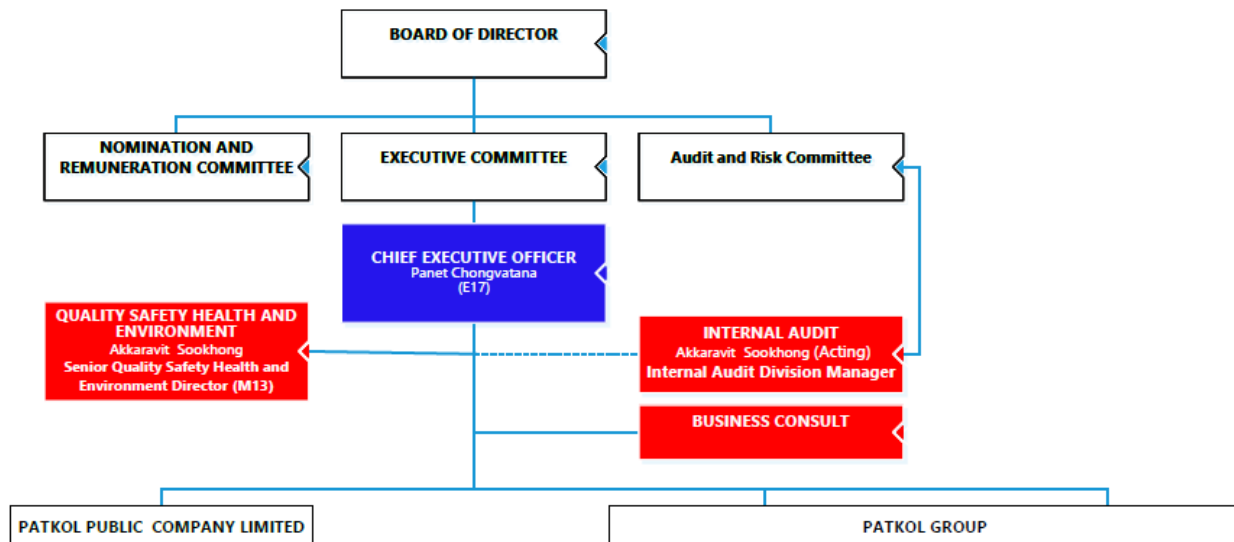 BOARD OF DIRECTOR
NOMINATION AND
REMUNERATION COMMITTEE
EXECUTIVE COMMITTEE
Audit and Risk Committee
CHIEF EXECUTIVE OFFICER
Panet Chongvatana
(E17)
QUALITY SAFETY HEALTH AND
ENVIRONMENT
Akkaravit Sookhong
Senior Quality Safety Health and
Environment Director (M13)
INTERNAL AUDIT
Akkaravit Sookhong (Acting)
Internal Audit Division Manager
BUSINESS CONSULT
PATKOL PUBLIC COMPANY LIMITED
PATKOL GROUP